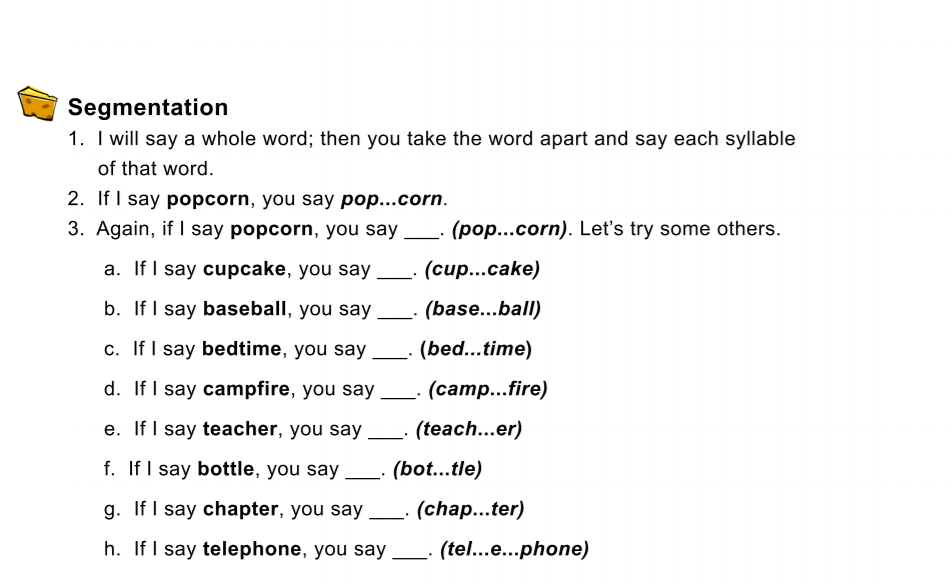 Segmentation
1. I will say a whole word; then you take the word apart and say each syllable
of that word.
2. If I say popcorn, you say pop...corn.
3. Again, if I say popcorn, you say ___. (pop...corn). Let’s try some others.
a. If I say cupcake, you say ___. (cup...cake)
b. If I say baseball, you say ___. (base...ball)
c. If I say bedtime, you say ___. (bed...time)
d. If I say campfire, you say ___. (camp...fire)
e. If I say teacher, you say ___. (teach...er)
f. If I say bottle, you say ___. (bot...tle)
g. If I say chapter, you say ___. (chap...ter)
h. If I say telephone, you say ___. (tel...e...phone)